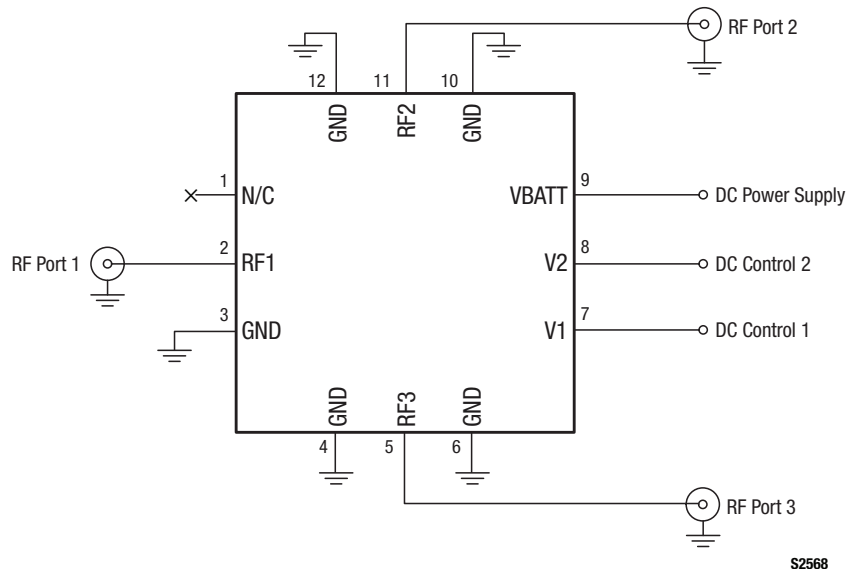 RF Port 2
12
11
10
GND
RF2
GND
1
N/C
VBATT
9
DC Power Supply
RF Port 1
2
RF1
V2
8
DC Control 2
3
GND
V1
7
DC Control 1
GND
RF3
GND
4
5
6
RF Port 3
S2568